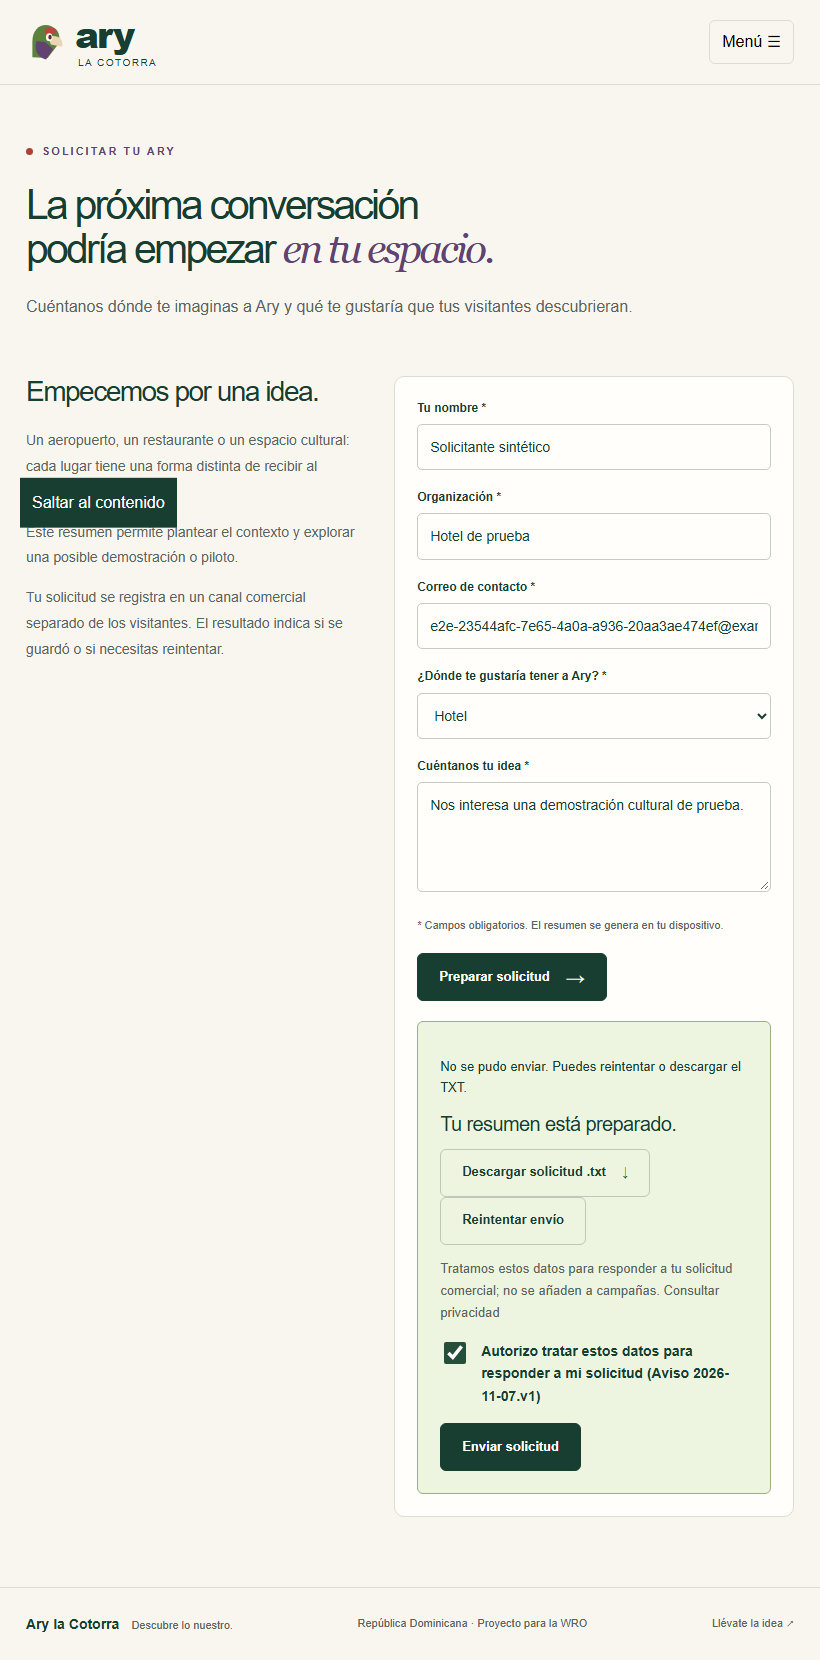 ary
LA COTORRA
Menú ☰
SOLICITAR TU ARY
La próxima conversación
podría empezar en tu espacio.
Cuéntanos dónde te imaginas a Ary y qué te gustaría que tus visitantes descubrieran.
Empecemos por una idea.
Un aeropuerto, un restaurante o un espacio cultural:
cada lugar tiene una forma distinta de recibir al
Saltar al contenido
Este resumen permite plantear el contexto y explorar
una posible demostración o piloto.
Tu solicitud se registra en un canal comercial
separado de los visitantes. El resultado indica si se
guardó o si necesitas reintentar.
Tu nombre *
Solicitante sintético
Organización *
Hotel de prueba
Correo de contacto *
e2e-23544afc-7e65-4a0a-a936-20aa3ae474ef@exar
¿Dónde te gustaría tener a Ary? *
Hotel
Cuéntanos tu idea *
Nos interesa una demostración cultural de prueba.
* Campos obligatorios. El resumen se genera en tu dispositivo.
Preparar solicitud →
No se pudo enviar. Puedes reintentar o descargar el
TXT.
Tu resumen está preparado.
Descargar solicitud .txt ↓
Reintentar envío
Tratamos estos datos para responder a tu solicitud
comercial; no se añaden a campañas. Consultar
privacidad
Autorizo tratar estos datos para
responder a mi solicitud (Aviso 2026-
11-07.v1)
Enviar solicitud
Ary la Cotorra Descubre lo nuestro.
República Dominicana · Proyecto para la WRO
Llévate la idea ↗